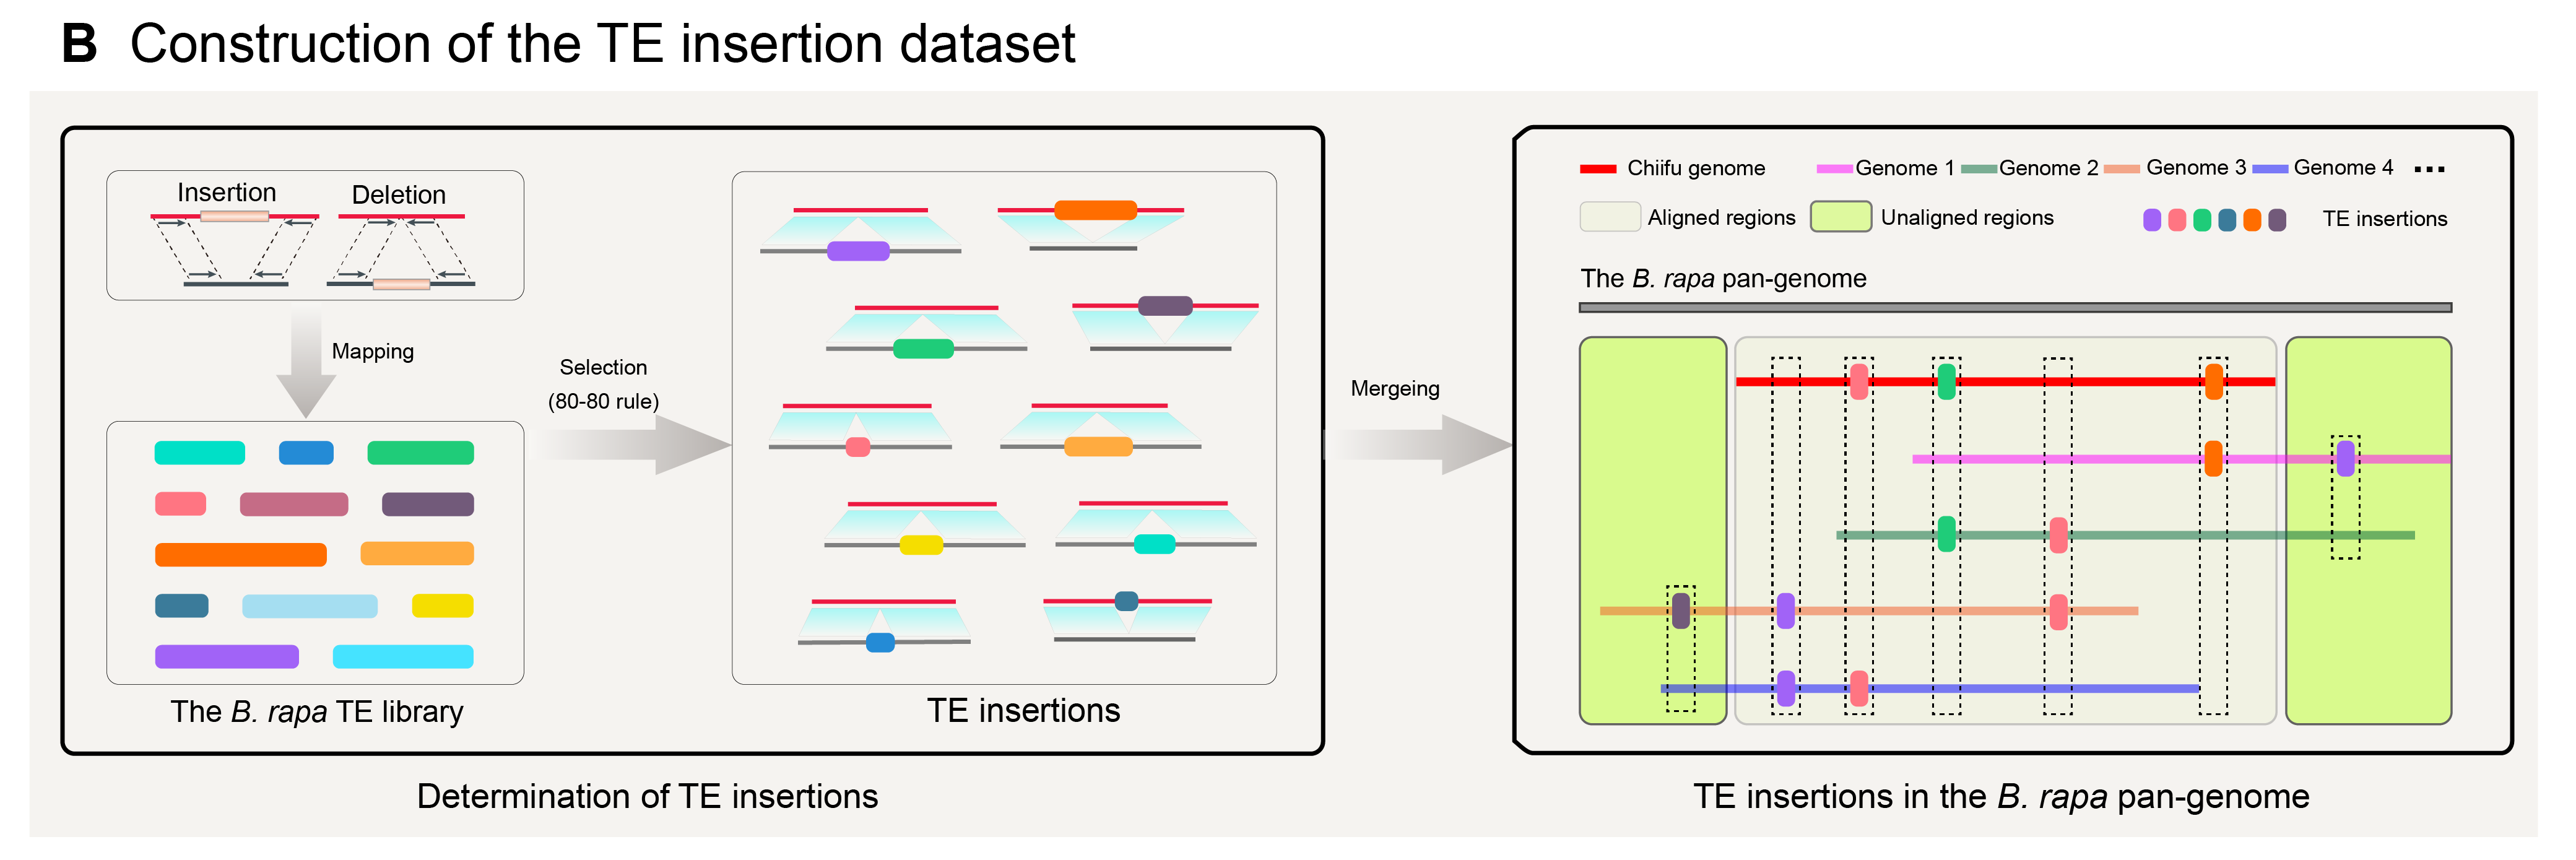 B Construction of the TE insertion dataset
Insertion
Deletion
Mapping
The B. rapa TE library
Selection
(80-80 rule)
TE insertions
Determination of TE insertions
Mergeing
Chiifu genome
Genome 1
Genome 2
Genome 3
Genome 4
...
Aligned regions
Unaligned regions
TE insertions
The B. rapa pan-genome
TE insertions in the B. rapa pan-genome